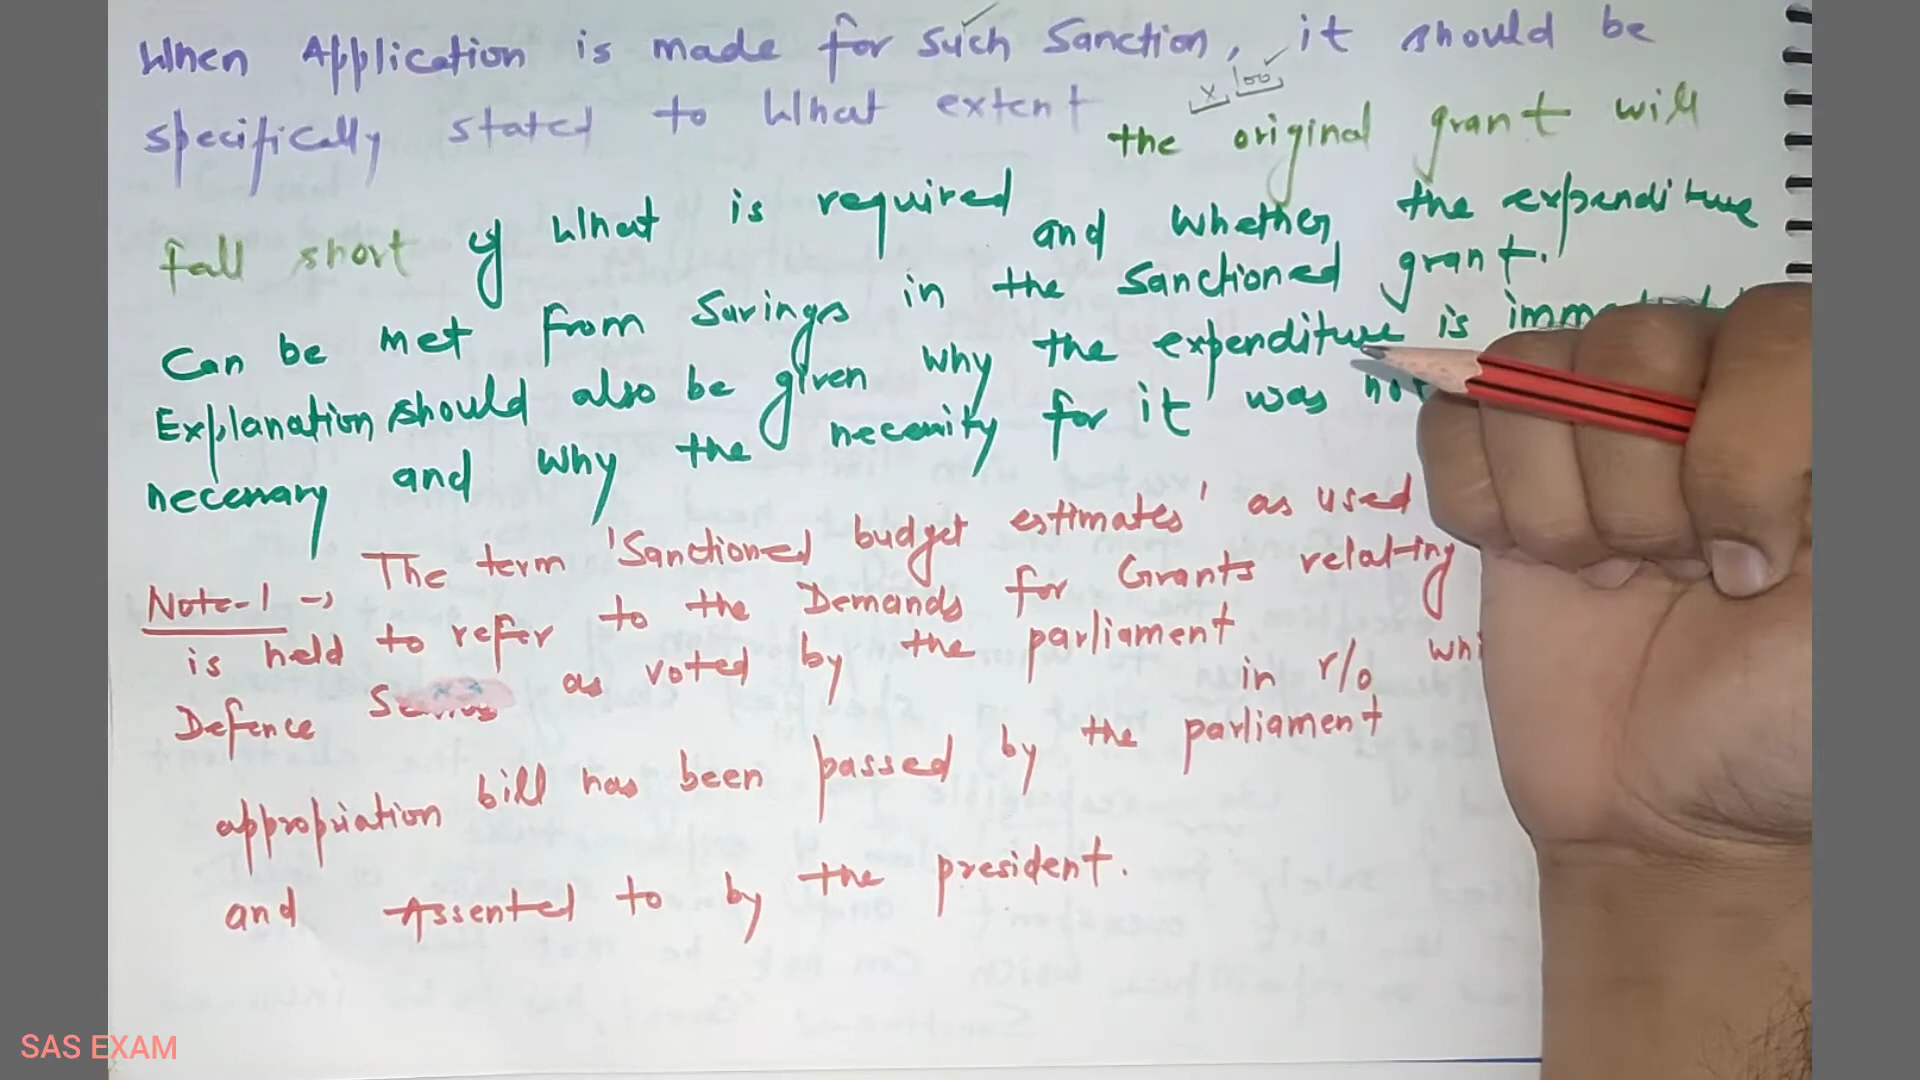 When Application is made for such Sanction, it should be
x 100
specifically stated to what extent the original grant will
fall short of what is required and whether the expenditure
Can be met from Savings in the Sanctioned grant.
Explanation should also be given why the expenditure is
necessary and why the necessity for it was not
Note-1 → The term 'Sanctioned budget estimates' as used
is held to refer to the Demands for Grants relating
Defence as voted by the parliament in r/o
appropriation bill has been passed by the parliament
and Assented to by the president.
SAS EXAM